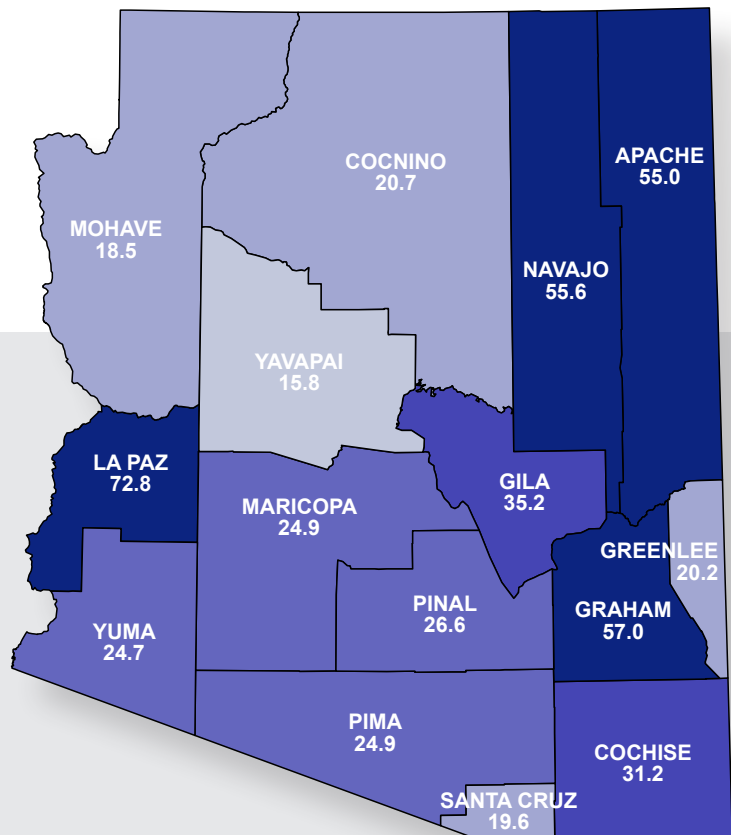 COCNINO
20.7
APACHE
55.0
MOHAVE
18.5
NAVAJO
55.6
YAVAPAI
15.8
LA PAZ
72.8
GILA
35.2
MARICOPA
24.9
GREENLEE
20.2
PINAL
26.6
GRAHAM
57.0
YUMA
24.7
PIMA
24.9
COCHISE
31.2
SANTA CRUZ
19.6